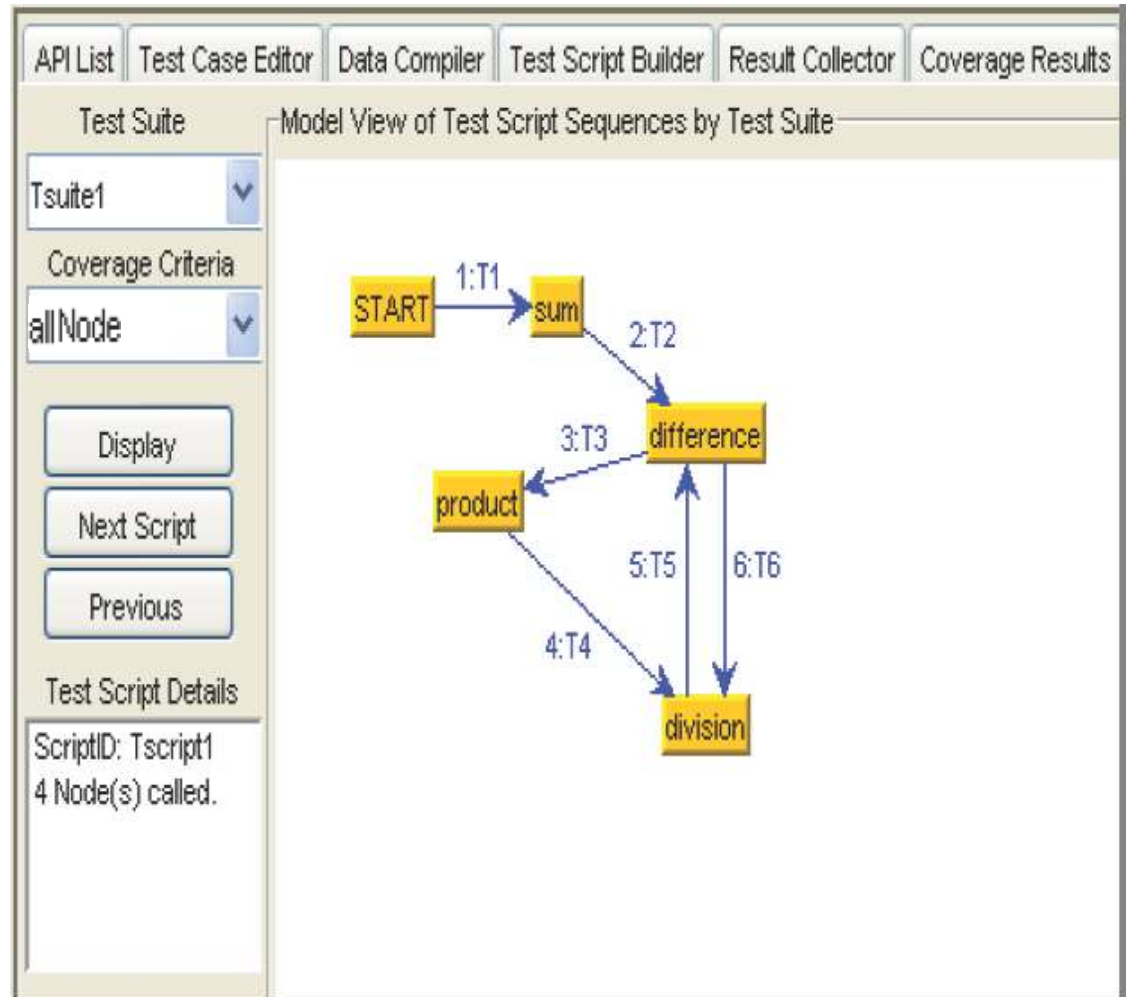 API List Test Case Editor Data Compiler Test Script Builder Result Collector Coverage Results
Test Suite
Tsuite1
Coverage Criteria
allNode
Display
Next Script
Previous
Test Script Details
ScriptID: Tscript1
4 Node(s) called.
Model View of Test Script Sequences by Test Suite
START
1:T1
sum
2:T2
difference
3:T3
product
5:T5
6:T6
4:T4
division